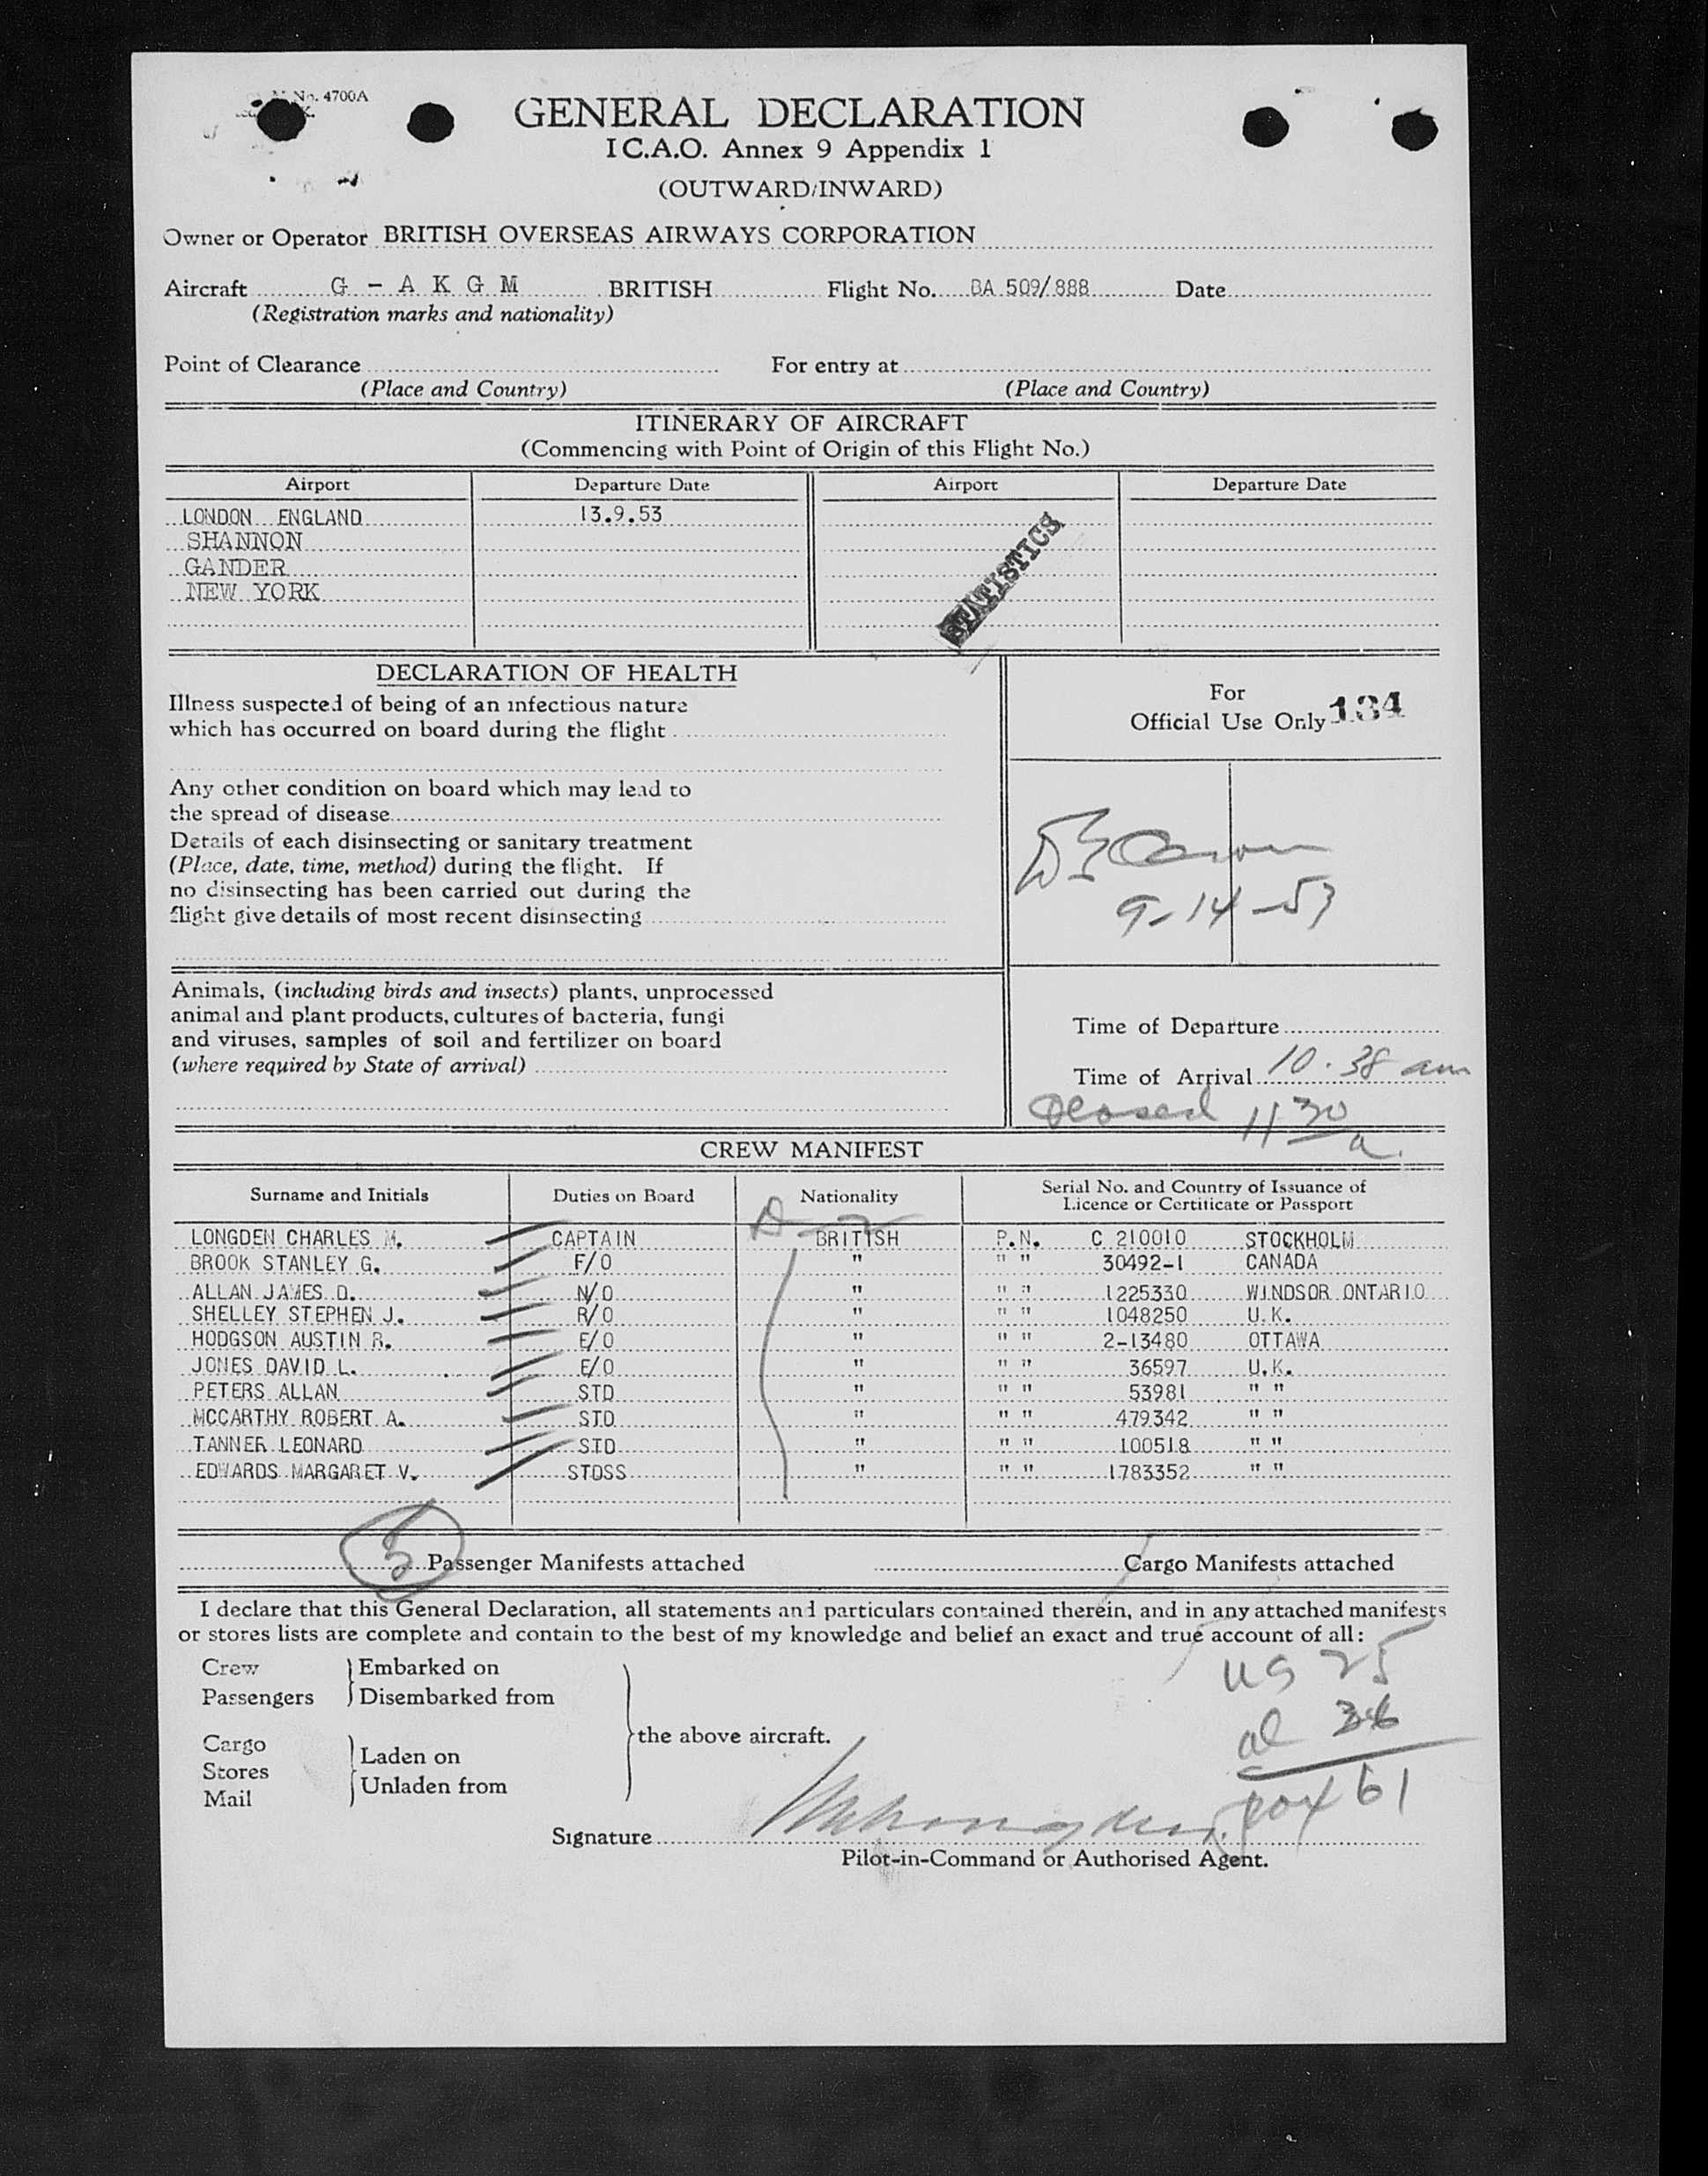 No. 4700A
GENERAL DECLARATION
I C.A.O. Annex 9 Appendix 1
(OUTWARD/INWARD)
Owner or Operator BRITISH OVERSEAS AIRWAYS CORPORATION
Aircraft G - A K G M BRITISH Flight No. BA 509/888 Date
(Registration marks and nationality)
Point of Clearance For entry at
(Place and Country) (Place and Country)
ITINERARY OF AIRCRAFT
(Commencing with Point of Origin of this Flight No.)
Airport Departure Date Airport Departure Date
LONDON ENGLAND 13.9.53
SHANNON
GANDER
NEW YORK
STATISTICS
DECLARATION OF HEALTH
Illness suspected of being of an infectious nature
which has occurred on board during the flight
Any other condition on board which may lead to
the spread of disease
Details of each disinsecting or sanitary treatment
(Place, date, time, method) during the flight. If
no disinsecting has been carried out during the
flight give details of most recent disinsecting
For
Official Use Only 134
9-14-53
Animals, (including birds and insects) plants, unprocessed
animal and plant products, cultures of bacteria, fungi
and viruses, samples of soil and fertilizer on board
(where required by State of arrival)
Time of Departure
Time of Arrival 10.38 am
11 30 a.
CREW MANIFEST
Surname and Initials Duties on Board Nationality Serial No. and Country of Issuance of
Licence or Certificate or Passport
LONGDEN CHARLES M. CAPTAIN BRITISH P.N. C 210010 STOCKHOLM
BROOK STANLEY G. F/O " " " 30492-1 CANADA
ALLAN JAMES D. N/O " " " 1225330 WINDSOR ONTARIO
SHELLEY STEPHEN J. R/O " " " 1048250 U.K.
HODGSON AUSTIN R. E/O " " " 2-13480 OTTAWA
JONES DAVID L. E/O " " " 36597 U.K.
PETERS ALLAN STD " " " 53981 " "
MCCARTHY ROBERT A. STD " " " 479342 " "
TANNER LEONARD STD " " " 100518 " "
EDWARDS MARGARET V. STDSS " " " 1783352 " "
Passenger Manifests attached Cargo Manifests attached
I declare that this General Declaration, all statements and particulars contained therein, and in any attached manifests
or stores lists are complete and contain to the best of my knowledge and belief an exact and true account of all:
Crew Embarked on
Passengers Disembarked from
the above aircraft.
Cargo
Stores
Mail
Laden on
Unladen from
US 25
al 36
61
Signature
Pilot-in-Command or Authorised Agent.